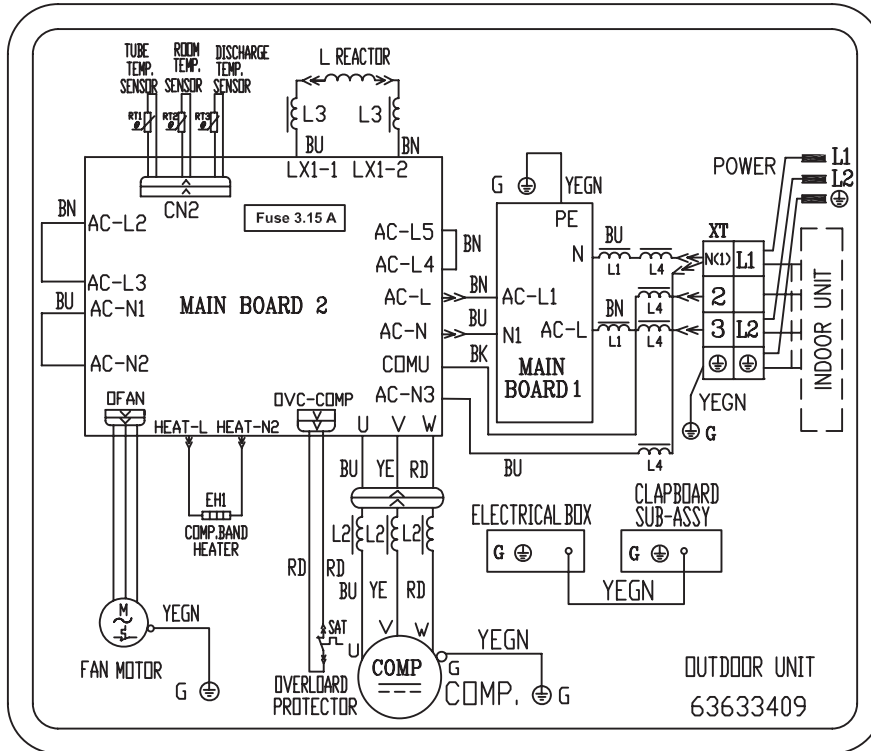 TUBE TEMP. SENSOR
ROOM TEMP. SENSOR
DISCHARGE TEMP. SENSOR
RT1 θ
RT2 θ
RT3 θ
L REACTOR
L3
L3
BU
BN
LX1-1
LX1-2
CN2
Fuse 3.15 A
BN
AC-L2
AC-L3
BU
AC-N1
AC-N2
MAIN BOARD 2
AC-L5
AC-L4
BN
AC-L
BN
AC-N
BU
COMU
BK
AC-N3
BU
G
YEGN
PE
N
AC-L1
N1
AC-L
MAIN
BOARD 1
BU
L1
L4
L4
BN
L1
L4
L4
POWER
L1
L2
XT
N(1)
L1
2
3
L2
YEGN
G
INDOOR UNIT
OFAN
HEAT-L
HEAT-N2
OVC-COMP
U
V
W
EH1
COMP.BAND
HEATER
BU
YE
RD
L2
L2
L2
RD
RD
BU
YE
RD
SAT
U
V
W
M
YEGN
FAN MOTOR
G
OVERLOARD
PROTECTOR
COMP
G
YEGN
COMP.
G
ELECTRICAL BOX
G
CLAPBOARD
SUB-ASSY
G
YEGN
OUTDOOR UNIT
63633409